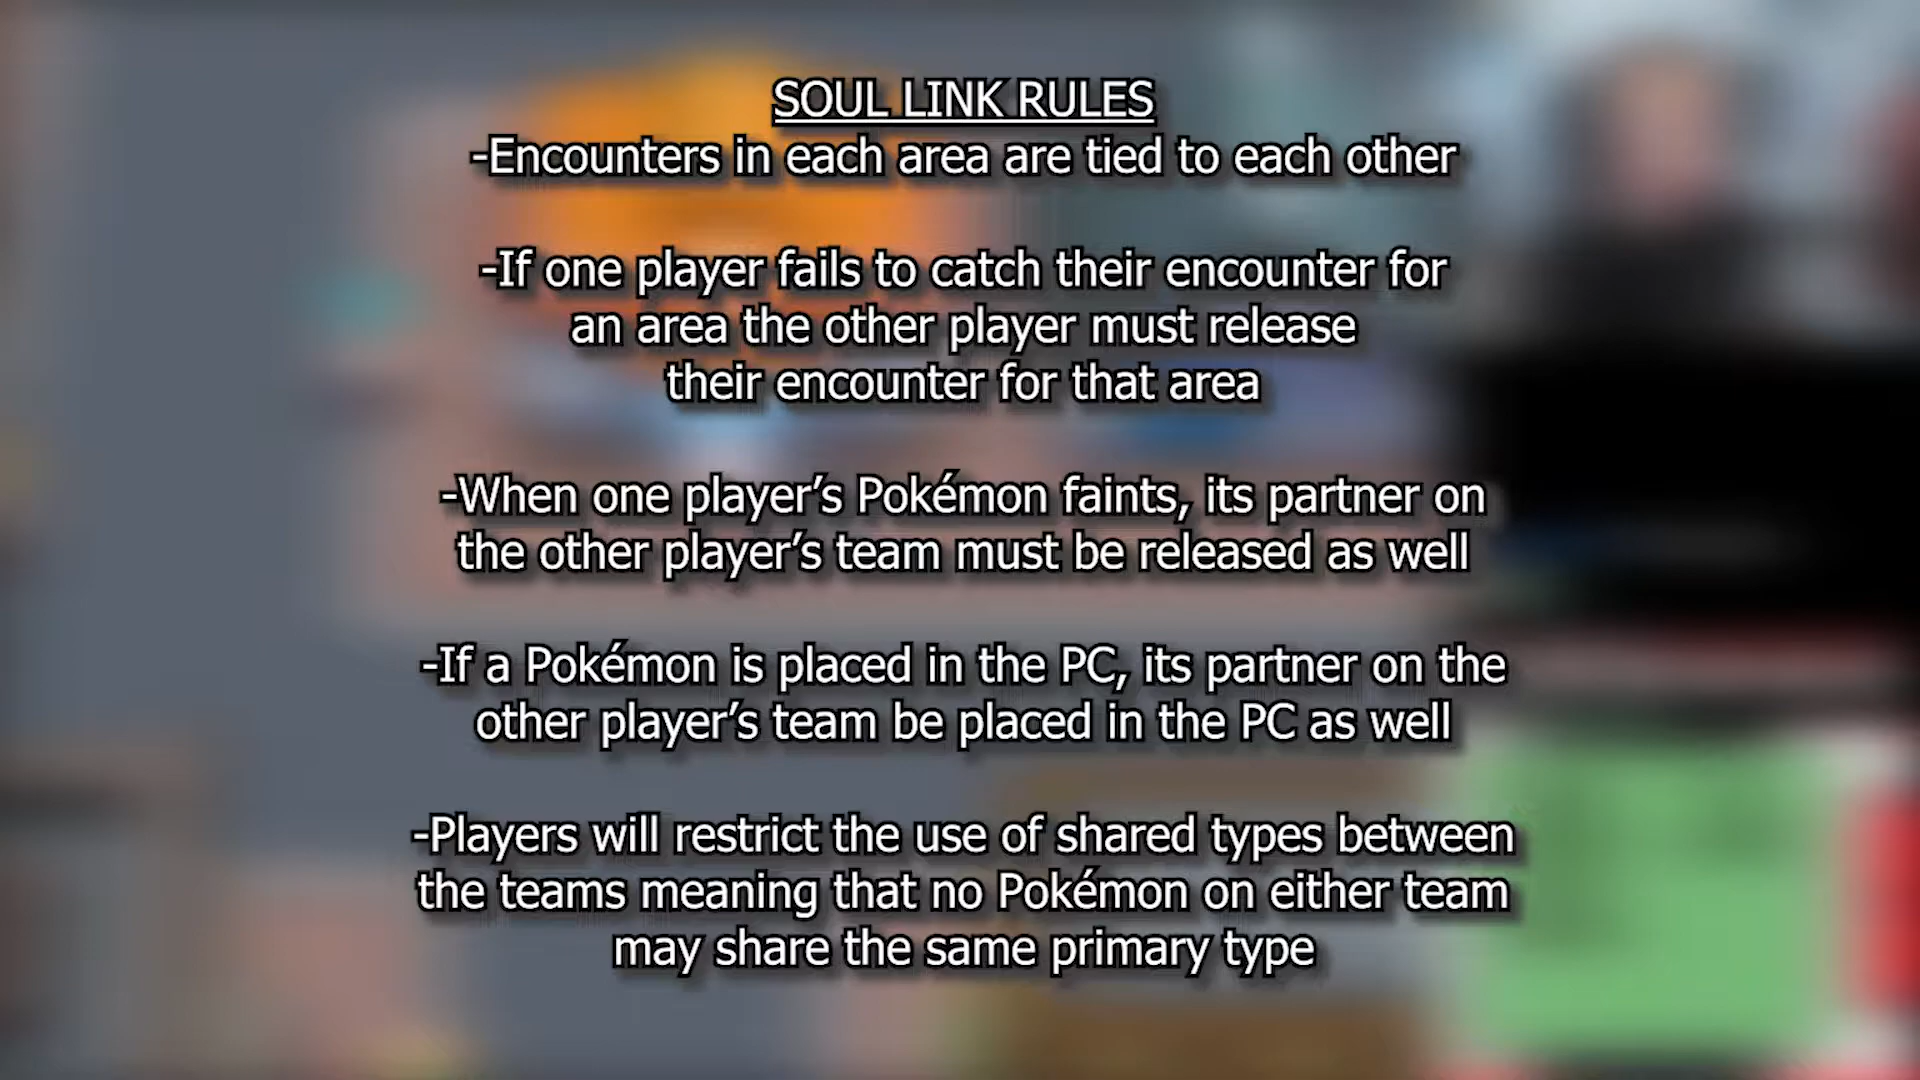 SOUL LINK RULES
-Encounters in each area are tied to each other
-If one player fails to catch their encounter for
an area the other player must release
their encounter for that area
-When one player’s Pokémon faints, its partner on
the other player’s team must be released as well
-If a Pokémon is placed in the PC, its partner on the
other player’s team be placed in the PC as well
-Players will restrict the use of shared types between
the teams meaning that no Pokémon on either team
may share the same primary type